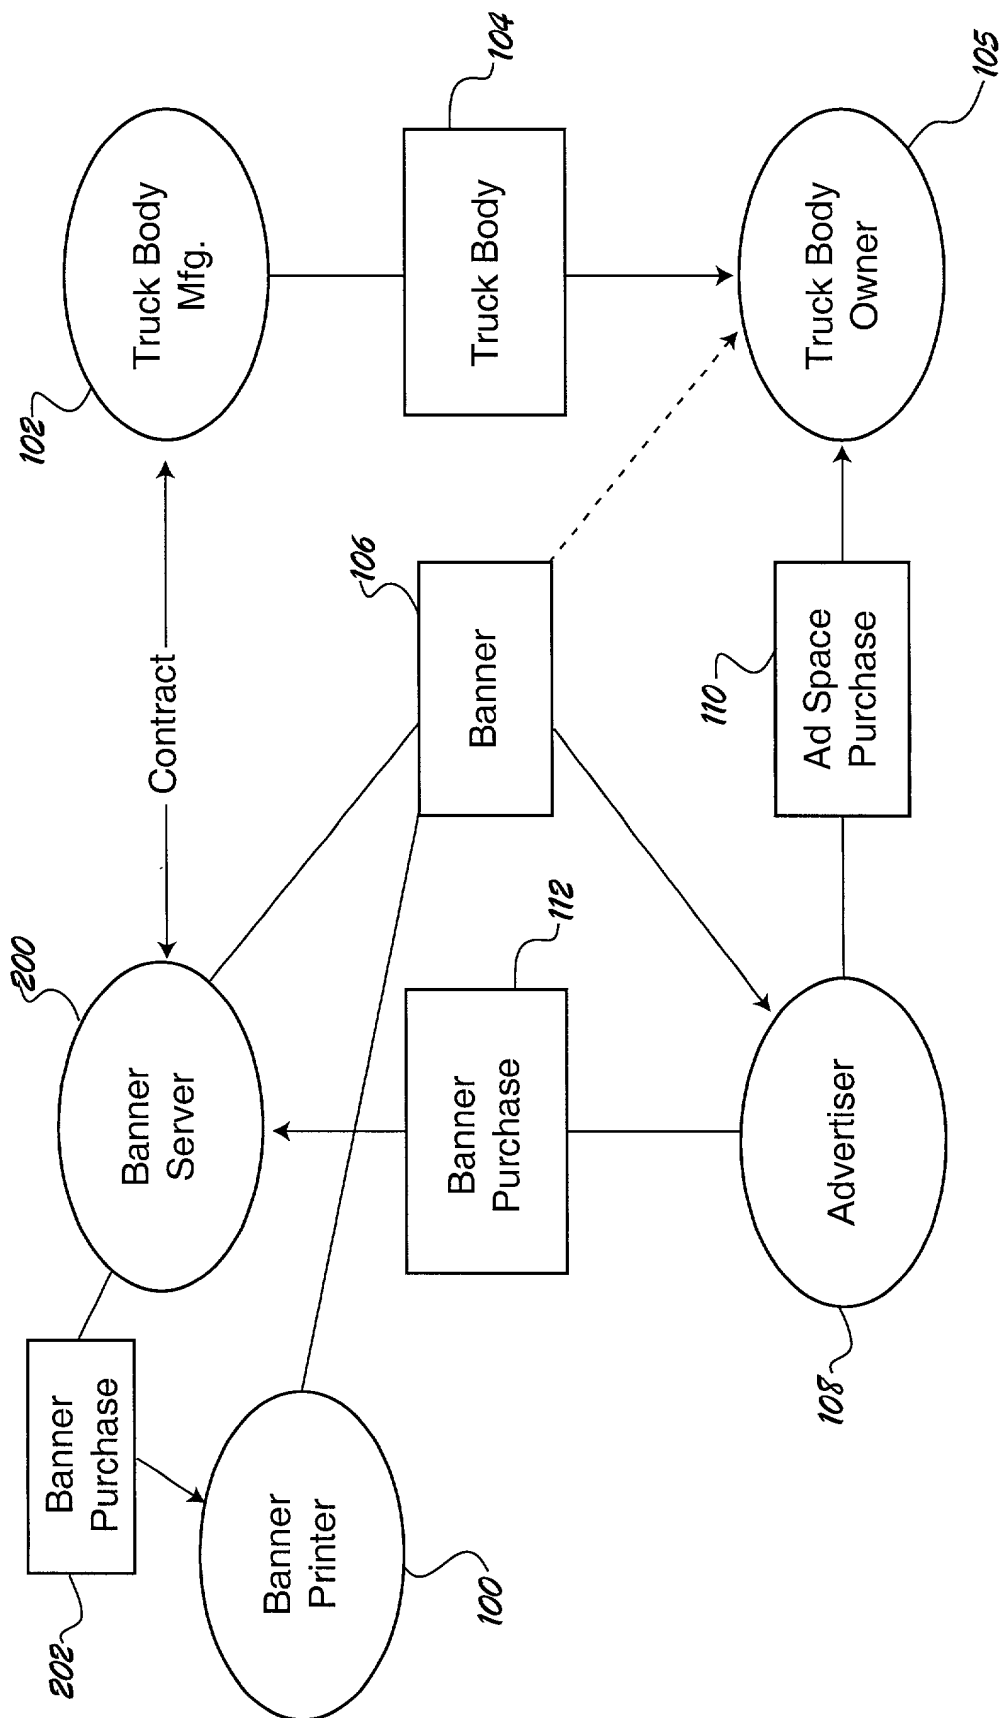 202
Banner
Purchase
200
Banner
Server
Contract
102
Truck Body
Mfg.
Banner
Printer
100
Banner
Purchase
112
106
Banner
104
Truck Body
108
Advertiser
110
Ad Space
Purchase
Truck Body
Owner
105